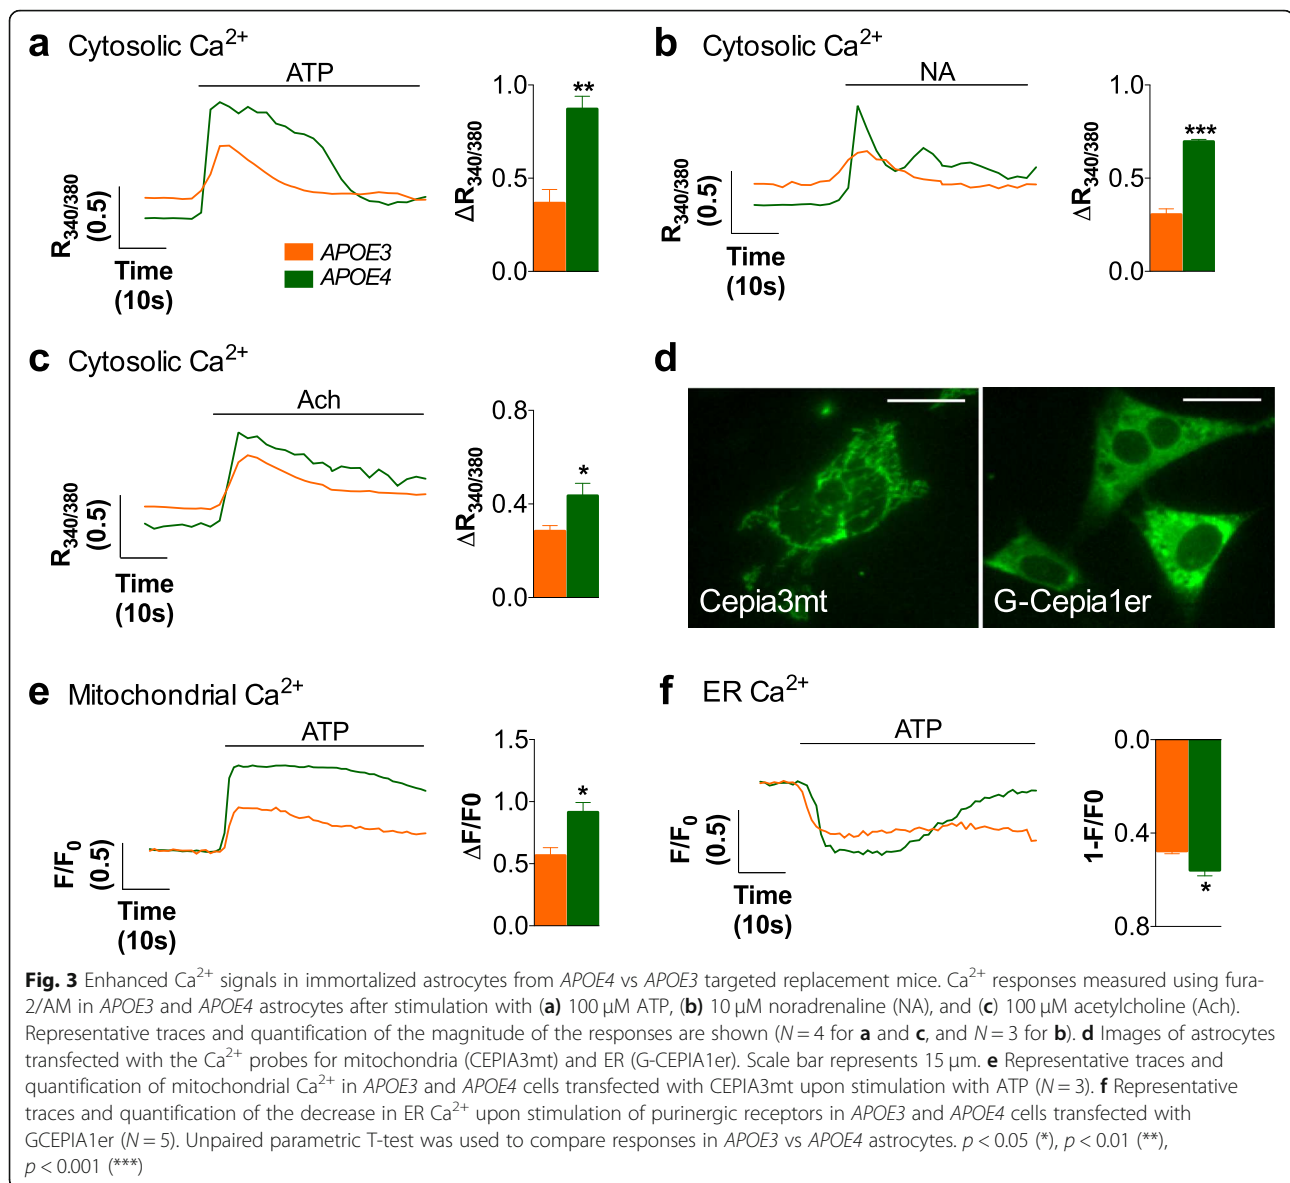 a Cytosolic Ca2+
ATP
R340/380
(0.5)
Time
(10s)
APOE3
APOE4
ΔR340/380
1.0
0.5
0.0
**
b Cytosolic Ca2+
NA
R340/380
(0.5)
Time
(10s)
ΔR340/380
1.0
0.5
0.0
***
c Cytosolic Ca2+
Ach
R340/380
(0.5)
Time
(10s)
ΔR340/380
0.8
0.4
0.0
*
d
Cepia3mt
G-Cepia1er
e Mitochondrial Ca2+
ATP
F/F0
(0.5)
Time
(10s)
ΔF/F0
1.5
1.0
0.5
0.0
*
f ER Ca2+
ATP
F/F0
(0.5)
Time
(10s)
1-F/F0
0.0
0.4
0.8
*
Fig. 3 Enhanced Ca2+ signals in immortalized astrocytes from APOE4 vs APOE3 targeted replacement mice. Ca2+ responses measured using fura-
2/AM in APOE3 and APOE4 astrocytes after stimulation with (a) 100 μM ATP, (b) 10 μM noradrenaline (NA), and (c) 100 μM acetylcholine (Ach).
Representative traces and quantification of the magnitude of the responses are shown (N = 4 for a and c, and N = 3 for b). d Images of astrocytes
transfected with the Ca2+ probes for mitochondria (CEPIA3mt) and ER (G-CEPIA1er). Scale bar represents 15 μm. e Representative traces and
quantification of mitochondrial Ca2+ in APOE3 and APOE4 cells transfected with CEPIA3mt upon stimulation with ATP (N = 3). f Representative
traces and quantification of the decrease in ER Ca2+ upon stimulation of purinergic receptors in APOE3 and APOE4 cells transfected with
GCEPIA1er (N = 5). Unpaired parametric T-test was used to compare responses in APOE3 vs APOE4 astrocytes. p < 0.05 (*), p < 0.01 (**),
p < 0.001 (***)